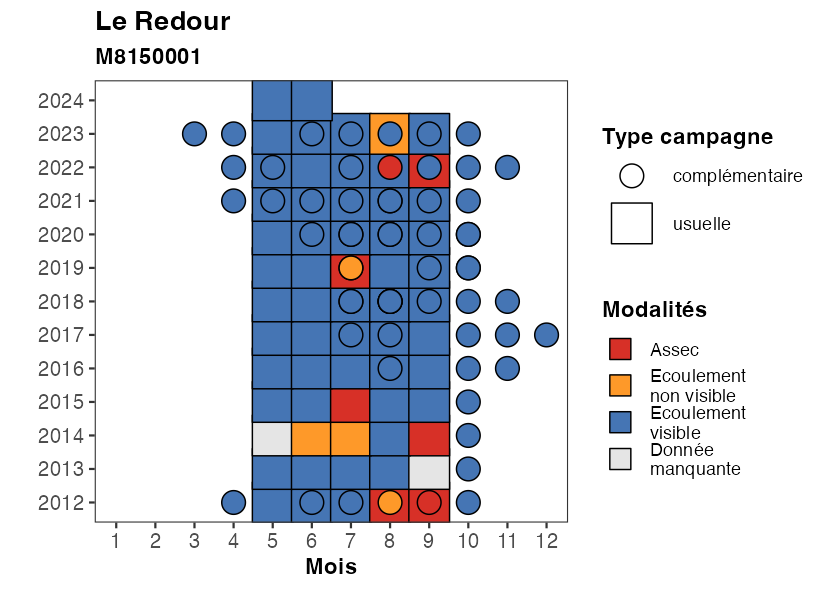 Le Redour
M8150001
2024
2023
2022
2021
2020
2019
2018
2017
2016
2015
2014
2013
2012
1 2 3 4 5 6 7 8 9 10 11 12
Mois
Type campagne
complémentaire
usuelle
Modalités
Assec
Ecoulement
non visible
Ecoulement
visible
Donnée
manquante